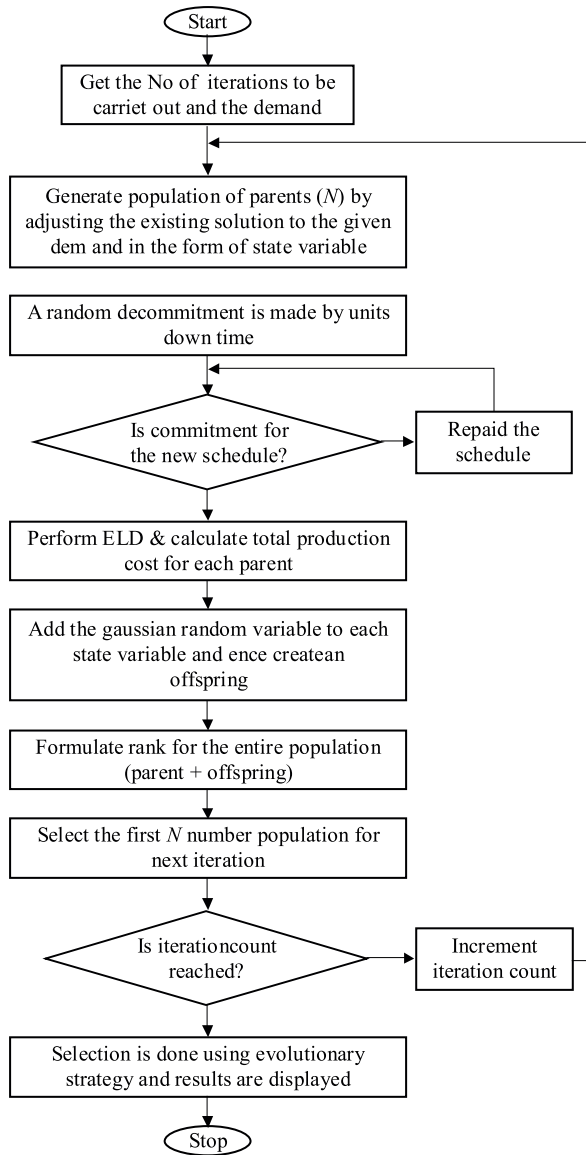 Start
Get the No of iterations to be
carriet out and the demand
Generate population of parents (N) by
adjusting the existing solution to the given
dem and in the form of state variable
A random decommitment is made by units
down time
Is commitment for
the new schedule?
Repaid the
schedule
Perform ELD & calculate total production
cost for each parent
Add the gaussian random variable to each
state variable and ence createan
offspring
Formulate rank for the entire population
(parent + offspring)
Select the first N number population for
next iteration
Is iterationcount
reached?
Increment
iteration count
Selection is done using evolutionary
strategy and results are displayed
Stop